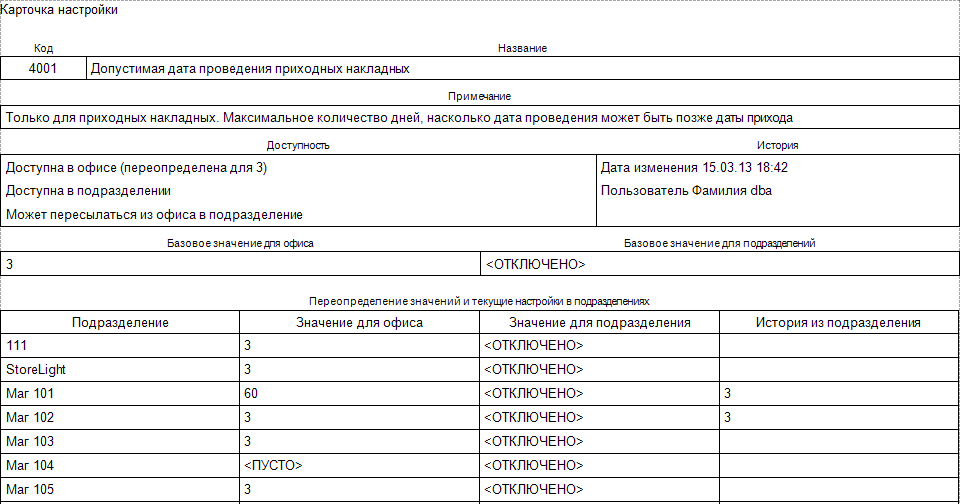 Карточка настройки
Код Название
4001 Допустимая дата проведения приходных накладных
Примечание
Только для приходных накладных. Максимальное количество дней, насколько дата проведения может быть позже даты прихода
Доступность История
Доступна в офисе (переопределена для 3) Дата изменения 15.03.13 18:42
Доступна в подразделении Пользователь Фамилия dba
Может пересылаться из офиса в подразделение
Базовое значение для офиса Базовое значение для подразделений
3 <ОТКЛЮЧЕНО>
Переопределение значений и текущие настройки в подразделениях
Подразделение Значение для офиса Значение для подразделения История из подразделения
111 3 <ОТКЛЮЧЕНО>
StoreLight 3 <ОТКЛЮЧЕНО>
Маг 101 60 <ОТКЛЮЧЕНО> 3
Маг 102 3 <ОТКЛЮЧЕНО> 3
Маг 103 3 <ОТКЛЮЧЕНО>
Маг 104 <ПУСТО> <ОТКЛЮЧЕНО>
Маг 105 3 <ОТКЛЮЧЕНО>